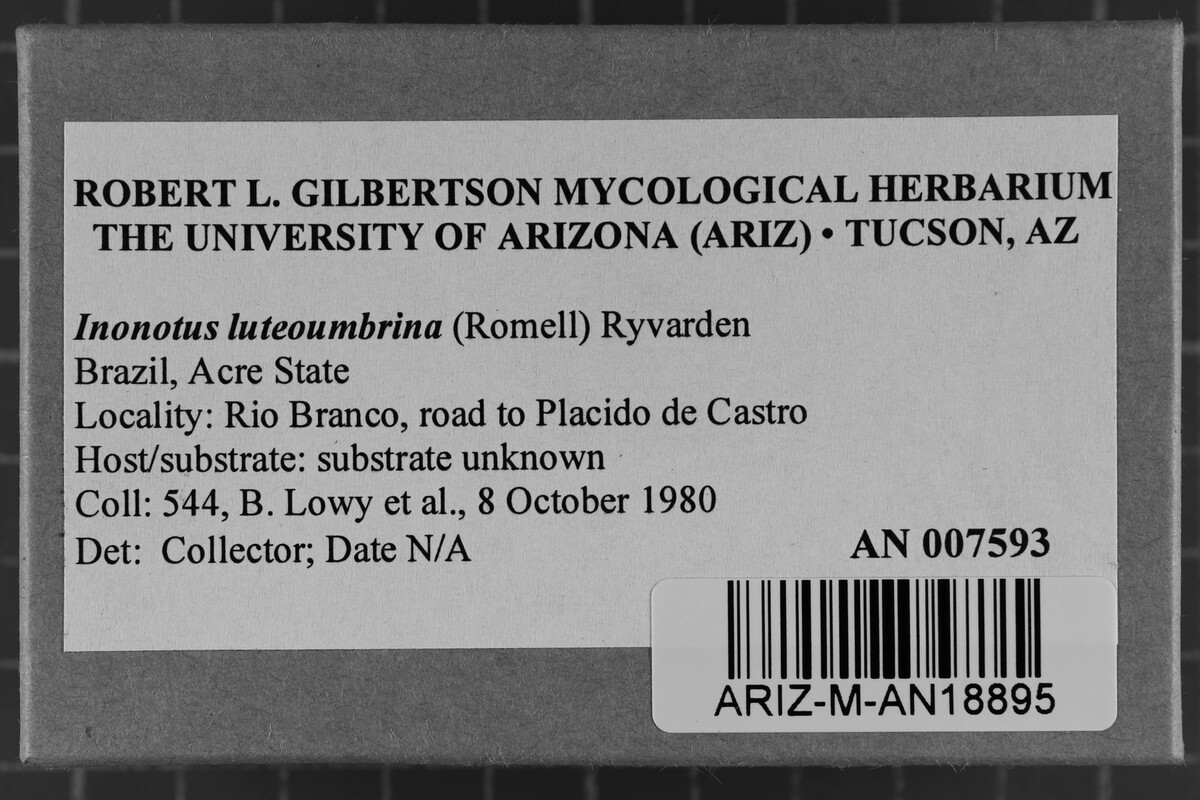 ROBERT L. GILBERTSON MYCOLOGICAL HERBARIUM
THE UNIVERSITY OF ARIZONA (ARIZ) • TUCSON, AZ
Inonotus luteoumbrina (Romell) Ryvarden
Brazil, Acre State
Locality: Rio Branco, road to Placido de Castro
Host/substrate: substrate unknown
Coll: 544, B. Lowy et al., 8 October 1980
Det: Collector; Date N/A
AN 007593
ARIZ-M-AN18895